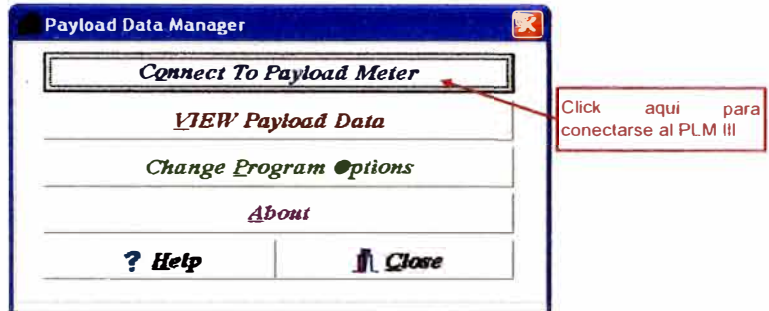 Payload Data Manager
Connect To Payload Meter
VIEW Payload Data
Change Program Options
About
? Help
Close
Click aqui para
conectarse al PLM III